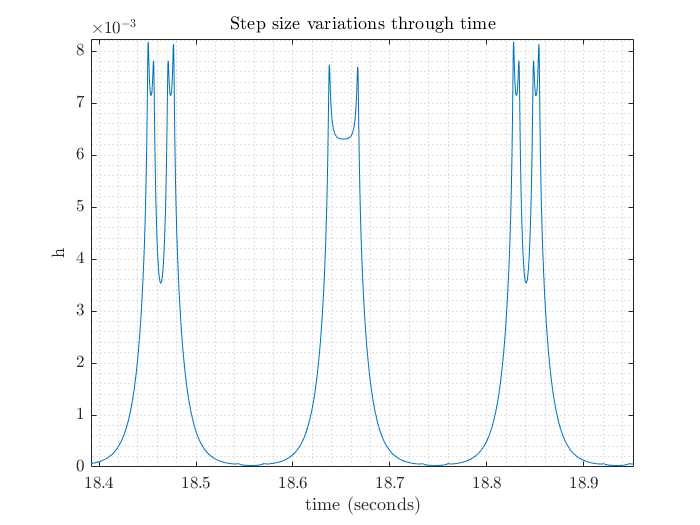 Step size variations through time
×10⁻³
8
7
6
5
4
3
2
1
0
h
18.4 18.5 18.6 18.7 18.8 18.9
time (seconds)